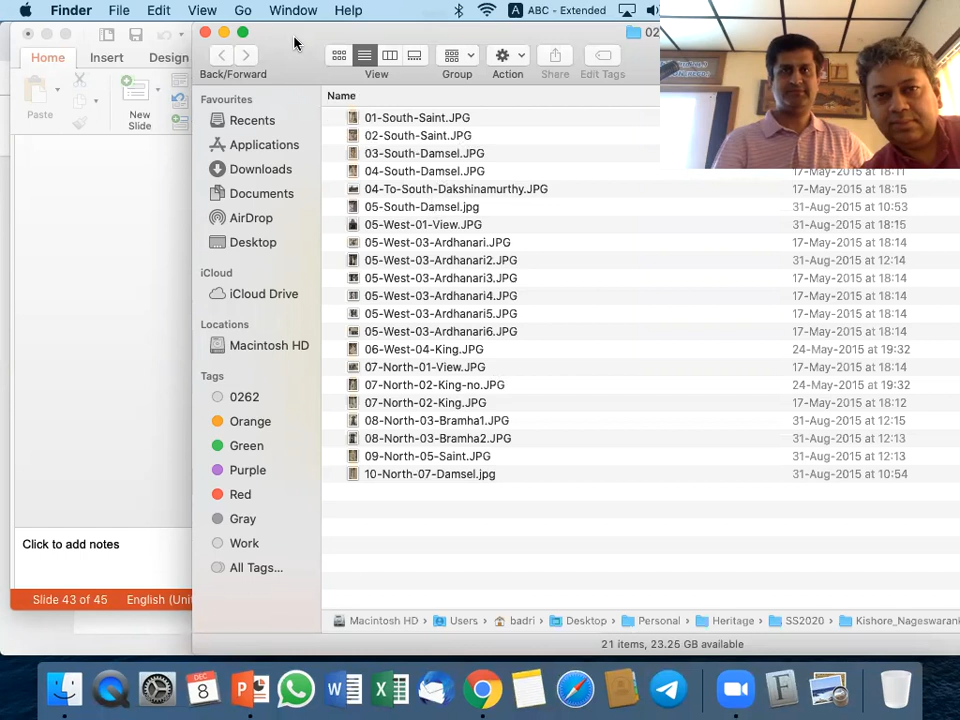 Finder File Edit View Go Window Help ABC - Extended
Home Insert Design
02
Back/Forward View Group Action Share Edit Tags
Paste New Slide
Name
Favourites
Recents
Applications
Downloads
Documents
AirDrop
Desktop
iCloud
iCloud Drive
Locations
Macintosh HD
Tags
0262
Orange
Green
Purple
Red
Gray
Work
All Tags...
01-South-Saint.JPG
02-South-Saint.JPG
03-South-Damsel.JPG
04-South-Damsel.JPG 17-May-2015 at 18:11
04-To-South-Dakshinamurthy.JPG 17-May-2015 at 18:15
05-South-Damsel.jpg 31-Aug-2015 at 10:53
05-West-01-View.JPG 17-May-2015 at 18:15
05-West-03-Ardhanari.JPG 17-May-2015 at 18:14
05-West-03-Ardhanari2.JPG 31-Aug-2015 at 12:14
05-West-03-Ardhanari3.JPG 17-May-2015 at 18:14
05-West-03-Ardhanari4.JPG 17-May-2015 at 18:14
05-West-03-Ardhanari5.JPG 17-May-2015 at 18:14
05-West-03-Ardhanari6.JPG 17-May-2015 at 18:14
06-West-04-King.JPG 24-May-2015 at 19:32
07-North-01-View.JPG 17-May-2015 at 18:14
07-North-02-King-no.JPG 24-May-2015 at 19:32
07-North-02-King.JPG 17-May-2015 at 18:12
08-North-03-Bramha1.JPG 31-Aug-2015 at 12:15
08-North-03-Bramha2.JPG 31-Aug-2015 at 12:13
09-North-05-Saint.JPG 31-Aug-2015 at 12:13
10-North-07-Damsel.jpg 31-Aug-2015 at 10:54
Click to add notes
Slide 43 of 45 English (Unit
Macintosh HD Users badri Desktop Personal Heritage SS2020 Kishore_Nageswarank
21 items, 23.25 GB available
DEC
8